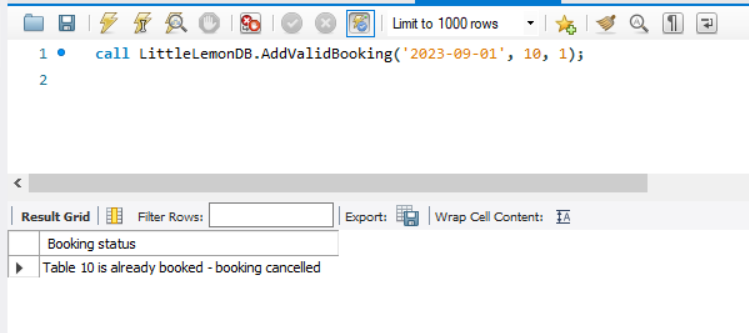 Limit to 1000 rows
1 call LittleLemonDB.AddValidBooking('2023-09-01', 10, 1);
2
Result Grid Filter Rows: Export: Wrap Cell Content:
Booking status
Table 10 is already booked - booking cancelled